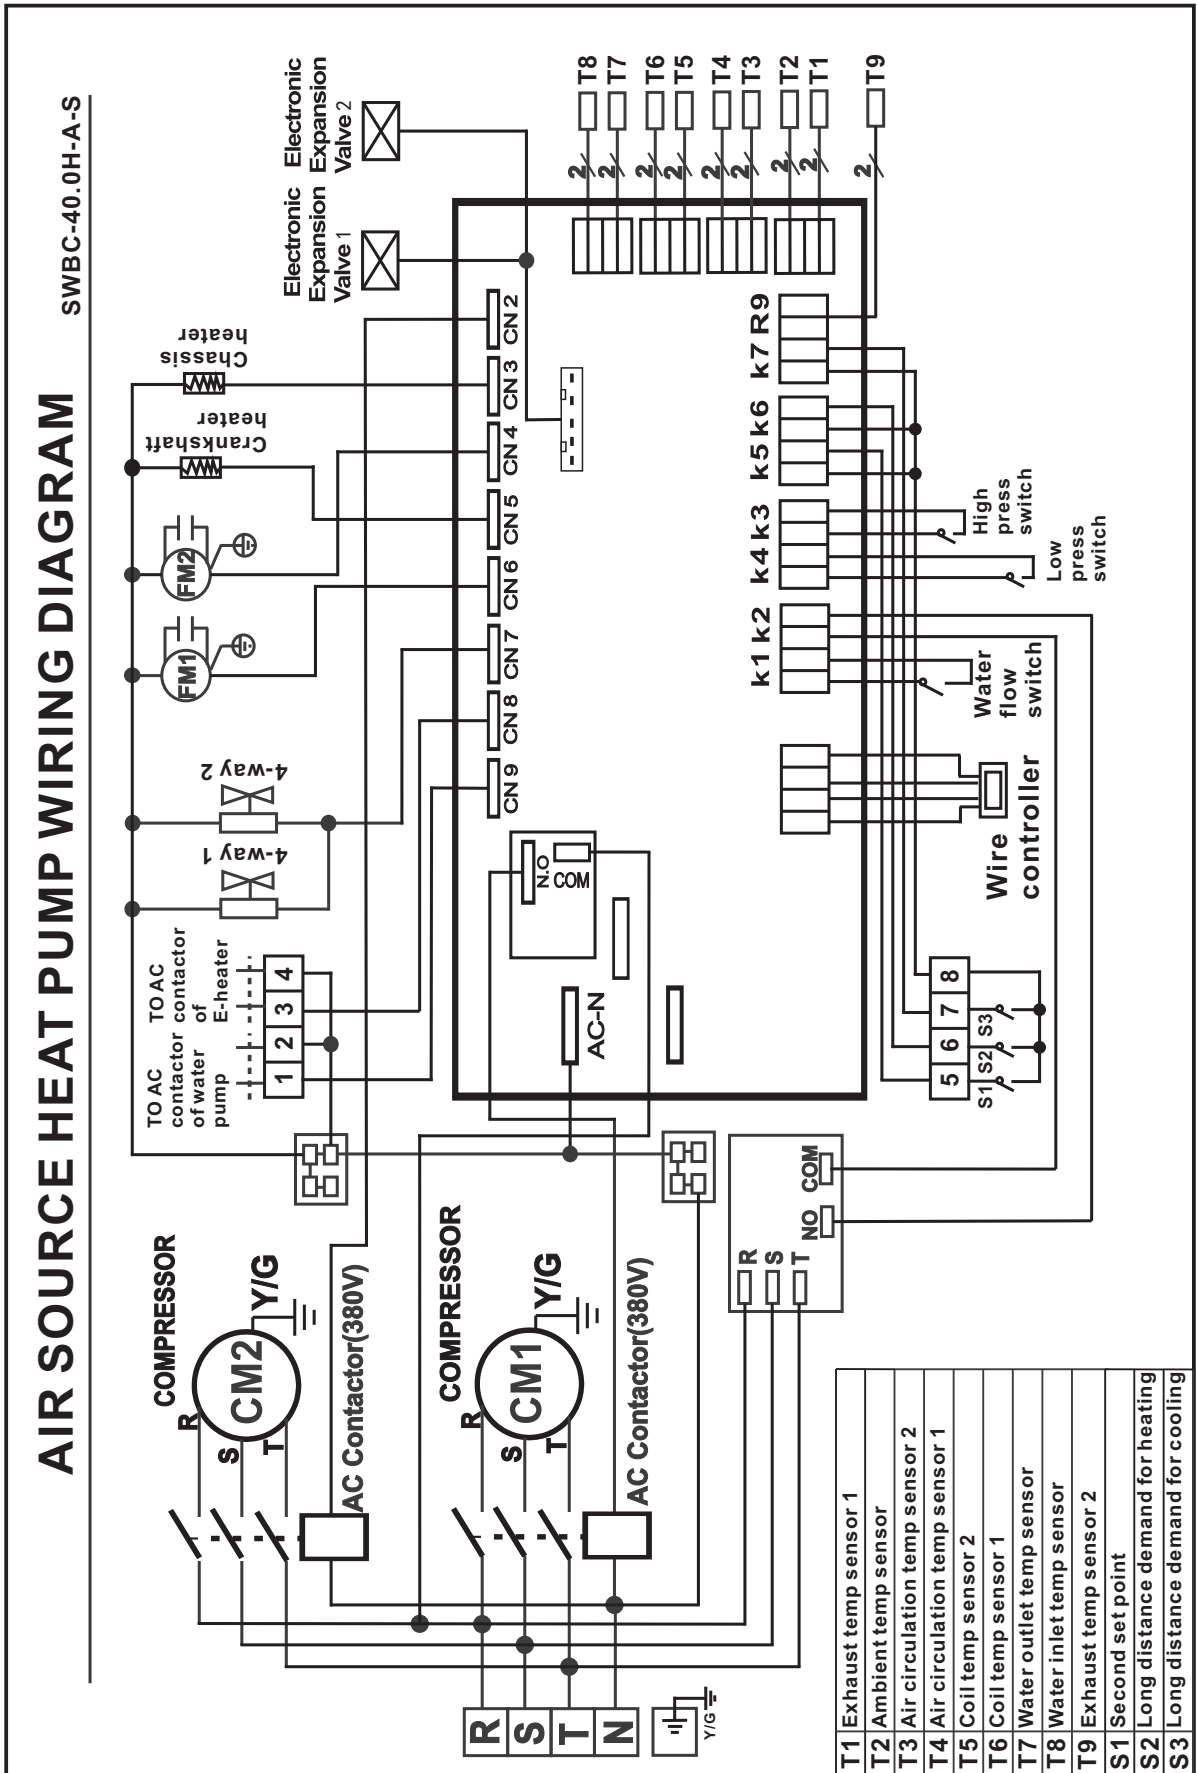 AIR SOURCE HEAT PUMP WIRING DIAGRAM
SWBC-40.0H-A-S
COMPRESSOR
R
S
T
CM2
Y/G
AC Contactor(380V)
COMPRESSOR
R
S
T
CM1
Y/G
AC Contactor(380V)
R
S
T
N
Y/G
TO AC
contactor
of water
pump
TO AC
contactor
of
E-heater
1
2
3
4
4-way 1
4-way 2
FM1
FM2
Crankshaft
heater
Chassis
heater
Electronic
Expansion
Valve 1
Electronic
Expansion
Valve 2
CN 9
CN 8
CN 7
CN 6
CN 5
CN 4
CN 3
CN 2
N.O
COM
AC-N
T8
T7
T6
T5
T4
T3
T2
T1
T9
2
2
2
2
2
2
2
2
2
k1 k2
k4 k3
k5 k6
k7 R9
High
press
switch
Low
press
switch
Water
flow
switch
Wire
controller
5
6
7
8
S1
S2
S3
R
S
T
NO
COM
T1 Exhaust temp sensor 1
T2 Ambient temp sensor
T3 Air circulation temp sensor 2
T4 Air circulation temp sensor 1
T5 Coil temp sensor 2
T6 Coil temp sensor 1
T7 Water outlet temp sensor
T8 Water inlet temp sensor
T9 Exhaust temp sensor 2
S1 Second set point
S2 Long distance demand for heating
S3 Long distance demand for cooling